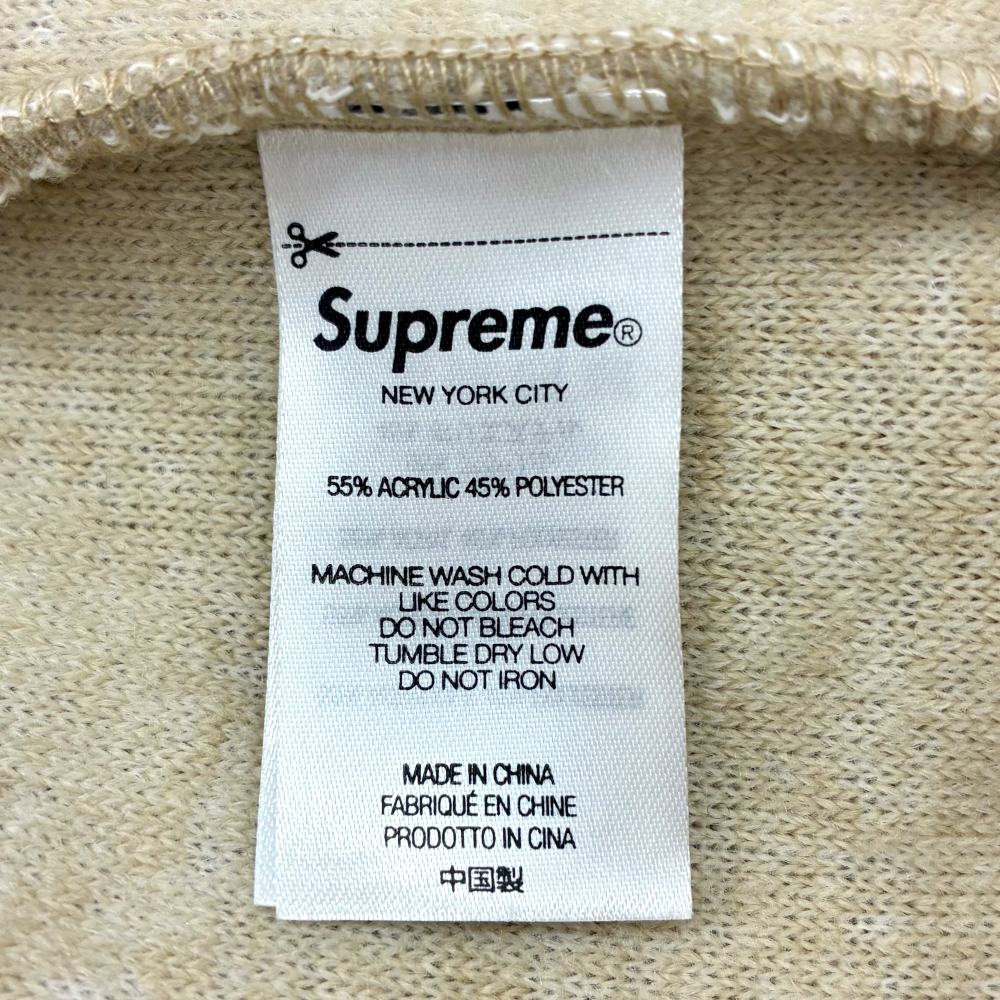 Supreme®
NEW YORK CITY
55% ACRYLIC 45% POLYESTER
MACHINE WASH COLD WITH
LIKE COLORS
DO NOT BLEACH
TUMBLE DRY LOW
DO NOT IRON
MADE IN CHINA
FABRIQUÉ EN CHINE
PRODOTTO IN CINA
中国製